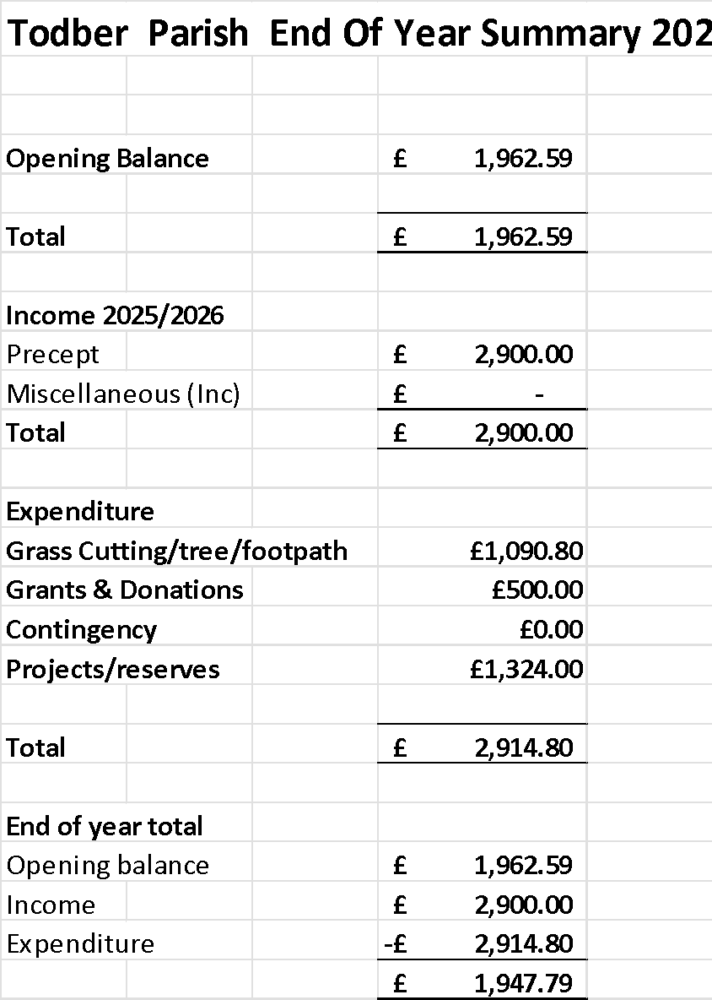 Todber Parish End Of Year Summary 202
Opening Balance £ 1,962.59
Total £ 1,962.59
Income 2025/2026
Precept £ 2,900.00
Miscellaneous (Inc) £ -
Total £ 2,900.00
Expenditure
Grass Cutting/tree/footpath £1,090.80
Grants & Donations £500.00
Contingency £0.00
Projects/reserves £1,324.00
Total £ 2,914.80
End of year total
Opening balance £ 1,962.59
Income £ 2,900.00
Expenditure -£ 2,914.80
£ 1,947.79